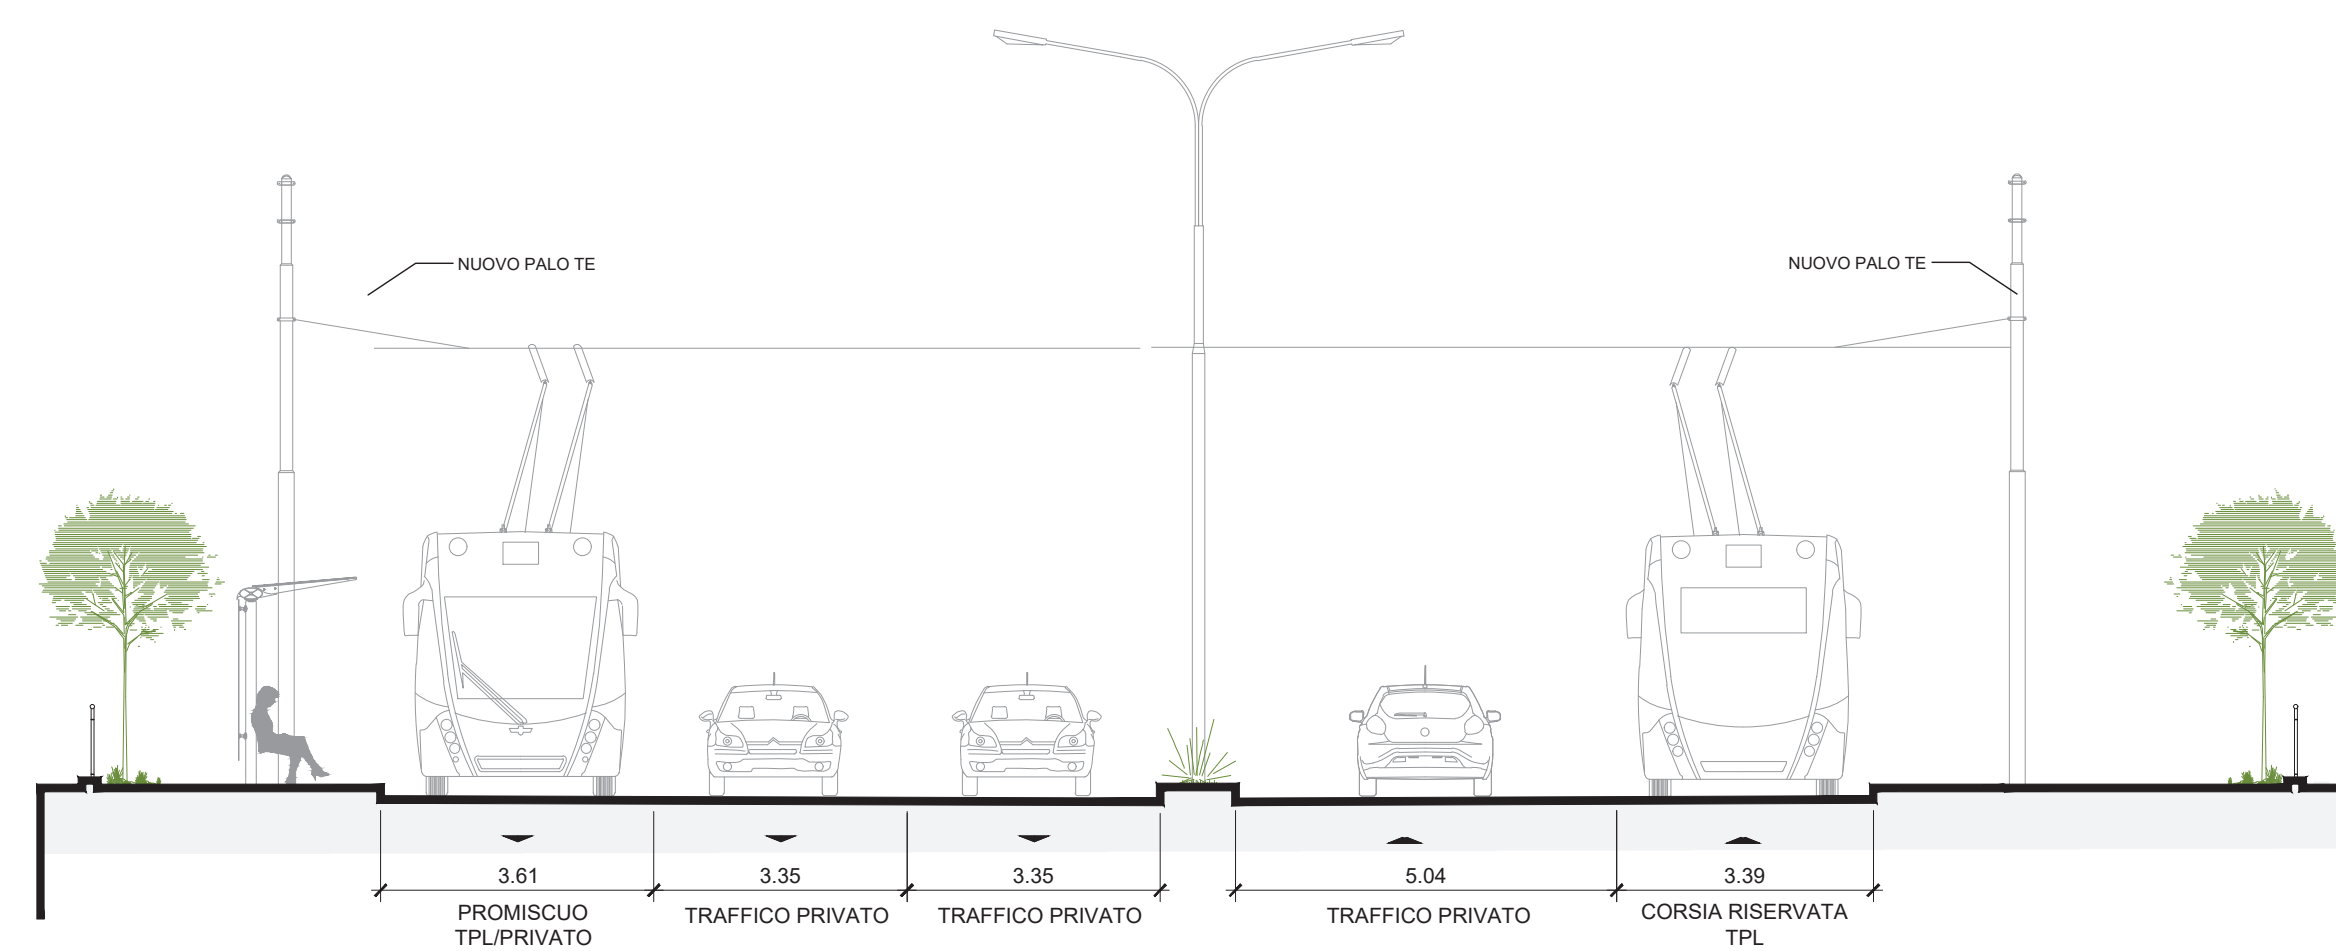 NUOVO PALO TE
NUOVO PALO TE
3.61
3.35
3.35
5.04
3.39
PROMISCUO
TPL/PRIVATO
TRAFFICO PRIVATO
TRAFFICO PRIVATO
TRAFFICO PRIVATO
CORSIA RISERVATA
TPL